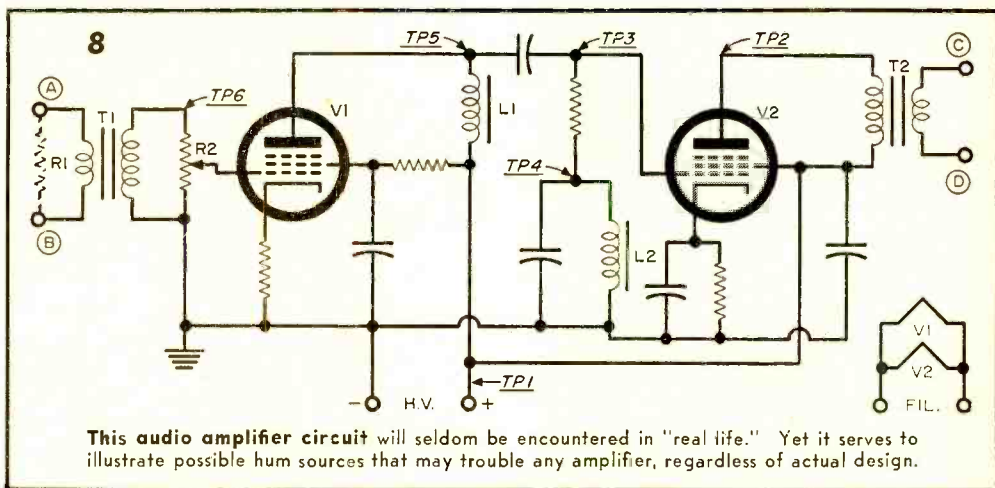 8
TP5
TP3
TP2
C
A
T1
TP6
V1
L1
V2
T2
R1
R2
TP4
D
B
L2
V1
V2
TP1
- H.V. +
FIL.
This audio amplifier circuit will seldom be encountered in "real life." Yet it serves to
illustrate possible hum sources that may trouble any amplifier, regardless of actual design.